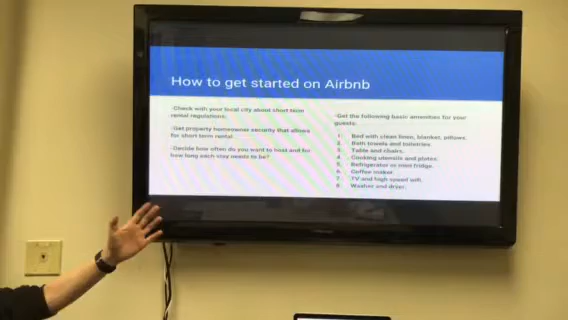 How to get started on Airbnb
-Check with your local city about short term
rental regulations.
-Get property homeowner security that allows
for short term rental.
-Decide how often do you want to host and for
how long each stay needs to be?
-Get the following basic amenities for your
guests:
1. Bed with clean linen, blanket, pillows.
2. Bath towels and toiletries.
3. Table and chairs.
4. Cooking utensils and plates.
5. Refrigerator or mini fridge.
6. Coffee maker.
7. TV and high speed wifi.
8. Washer and dryer.